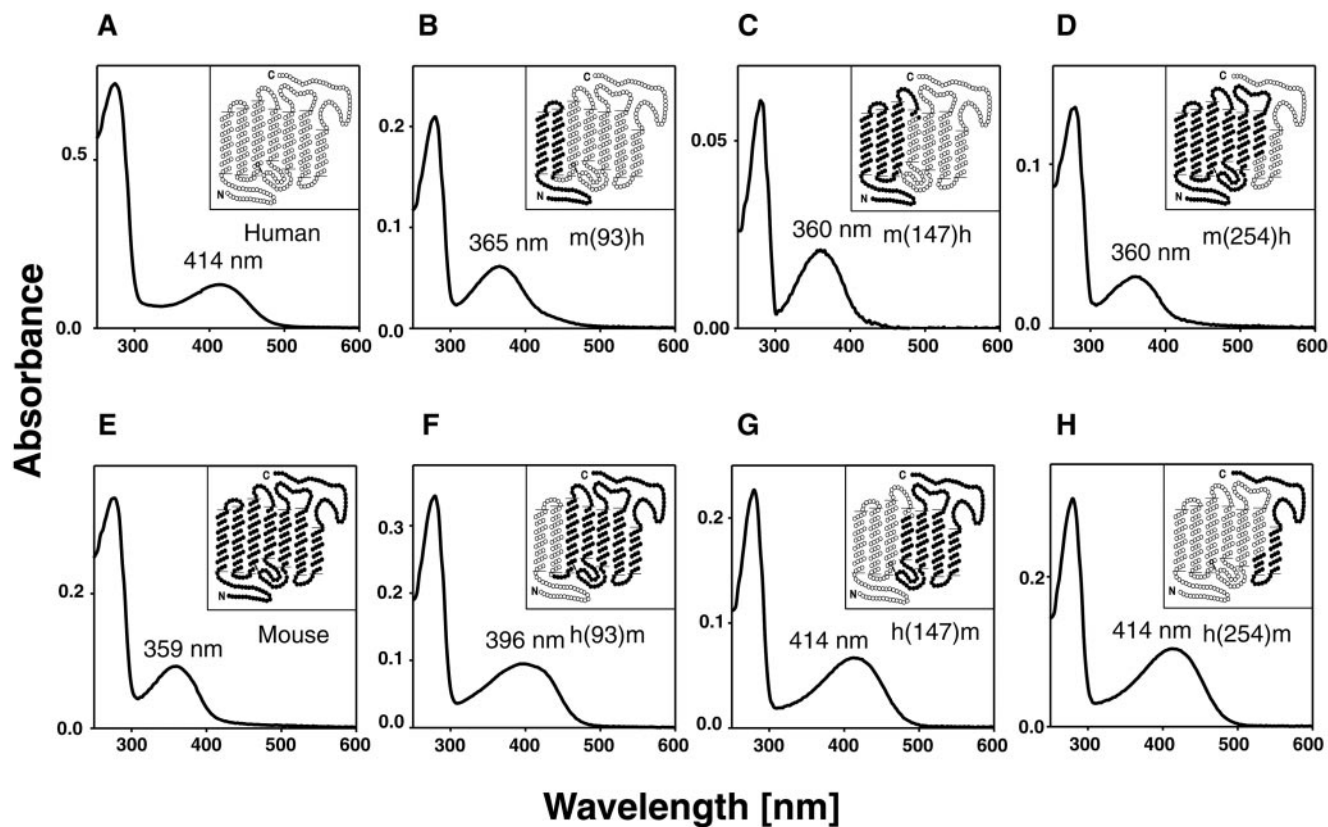 A
B
C
D
C
N
Human
414 nm
C
N
365 nm
m(93)h
C
N
360 nm
m(147)h
C
N
360 nm
m(254)h
0.5
0.0
0.2
0.1
0.0
0.05
0.00
0.1
0.0
300 400 500 600
300 400 500 600
300 400 500 600
300 400 500 600
Absorbance
E
F
G
H
C
N
Mouse
359 nm
C
N
396 nm
h(93)m
C
N
414 nm
h(147)m
C
N
414 nm
h(254)m
0.2
0.0
0.3
0.2
0.1
0.0
0.2
0.1
0.0
0.2
0.0
300 400 500 600
300 400 500 600
300 400 500 600
300 400 500 600
Wavelength [nm]